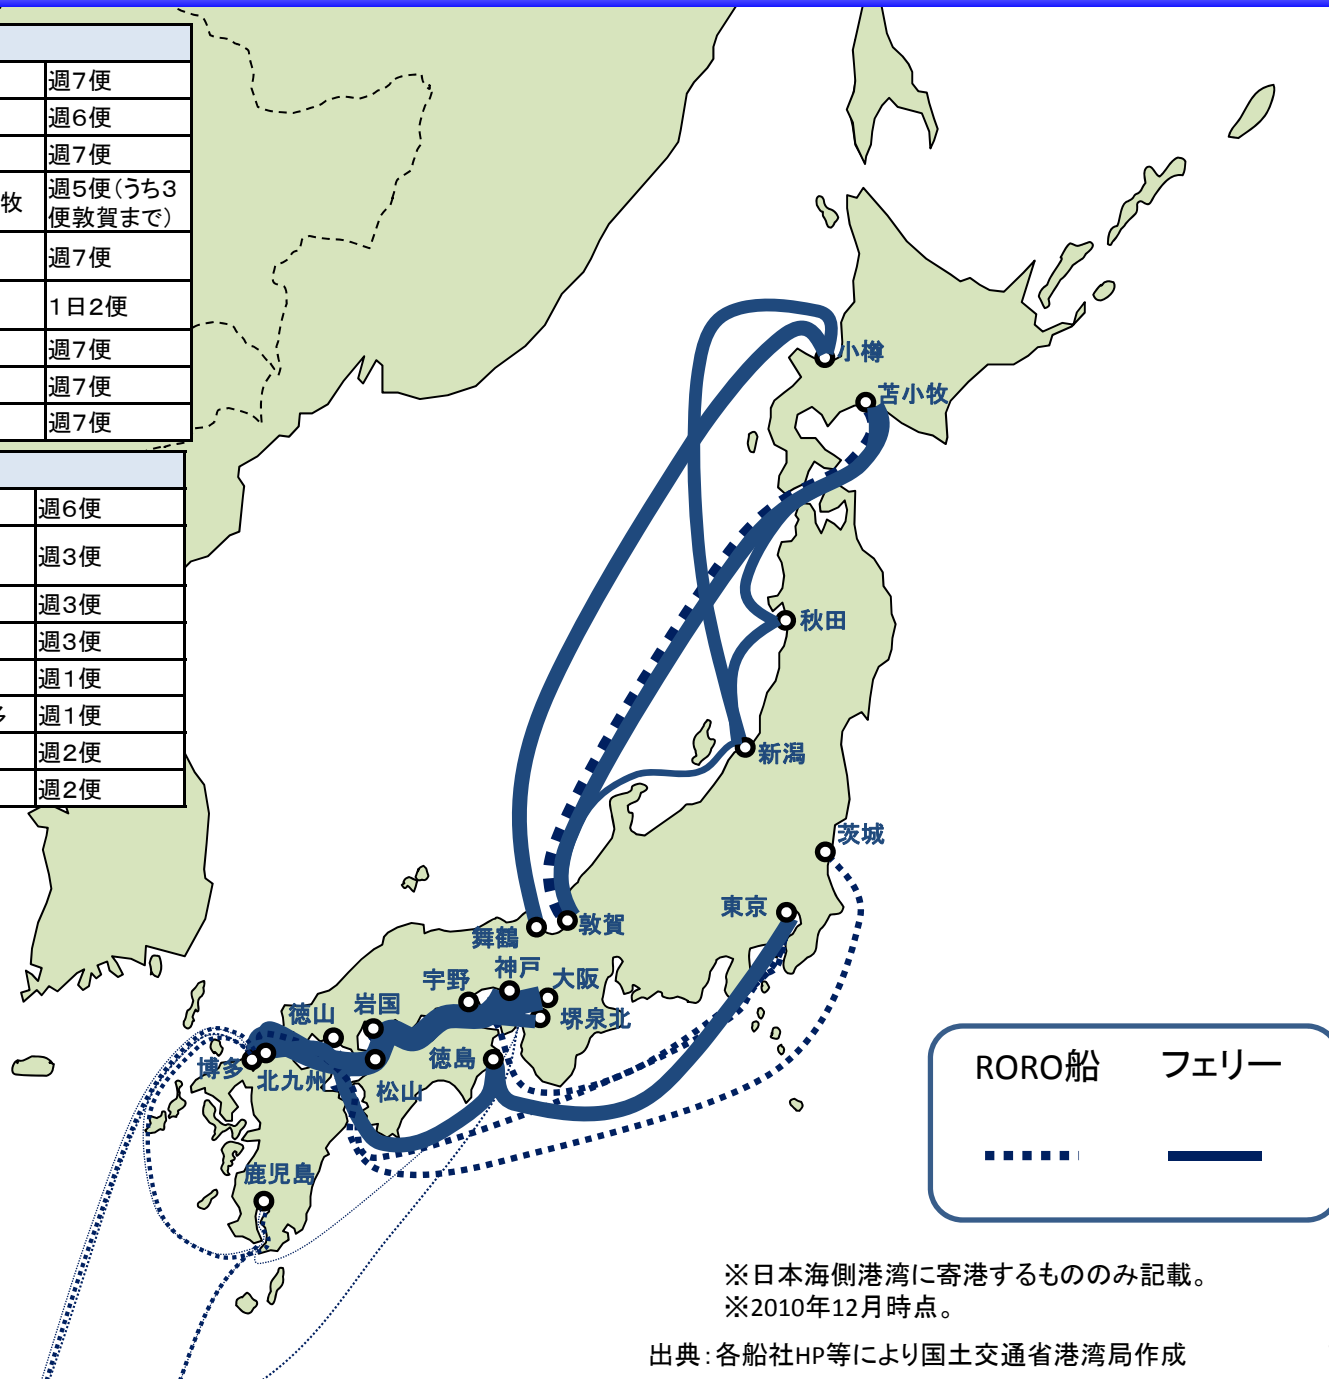 週7便
週6便
週7便
牧
週5便（うち3
便敦賀まで）
週7便
1日2便
週7便
週7便
週7便
週6便
週3便
週3便
週3便
週1便
週1便
週2便
週2便
小樽
苫小牧
秋田
新潟
茨城
東京
敦賀
舞鶴
神戸
大阪
宇野
堺泉北
岩国
徳山
徳島
博多
北九州
松山
鹿児島
RORO船 フェリー
※日本海側港湾に寄港するもののみ記載。
※2010年12月時点。
出典：各船社HP等により国土交通省港湾局作成